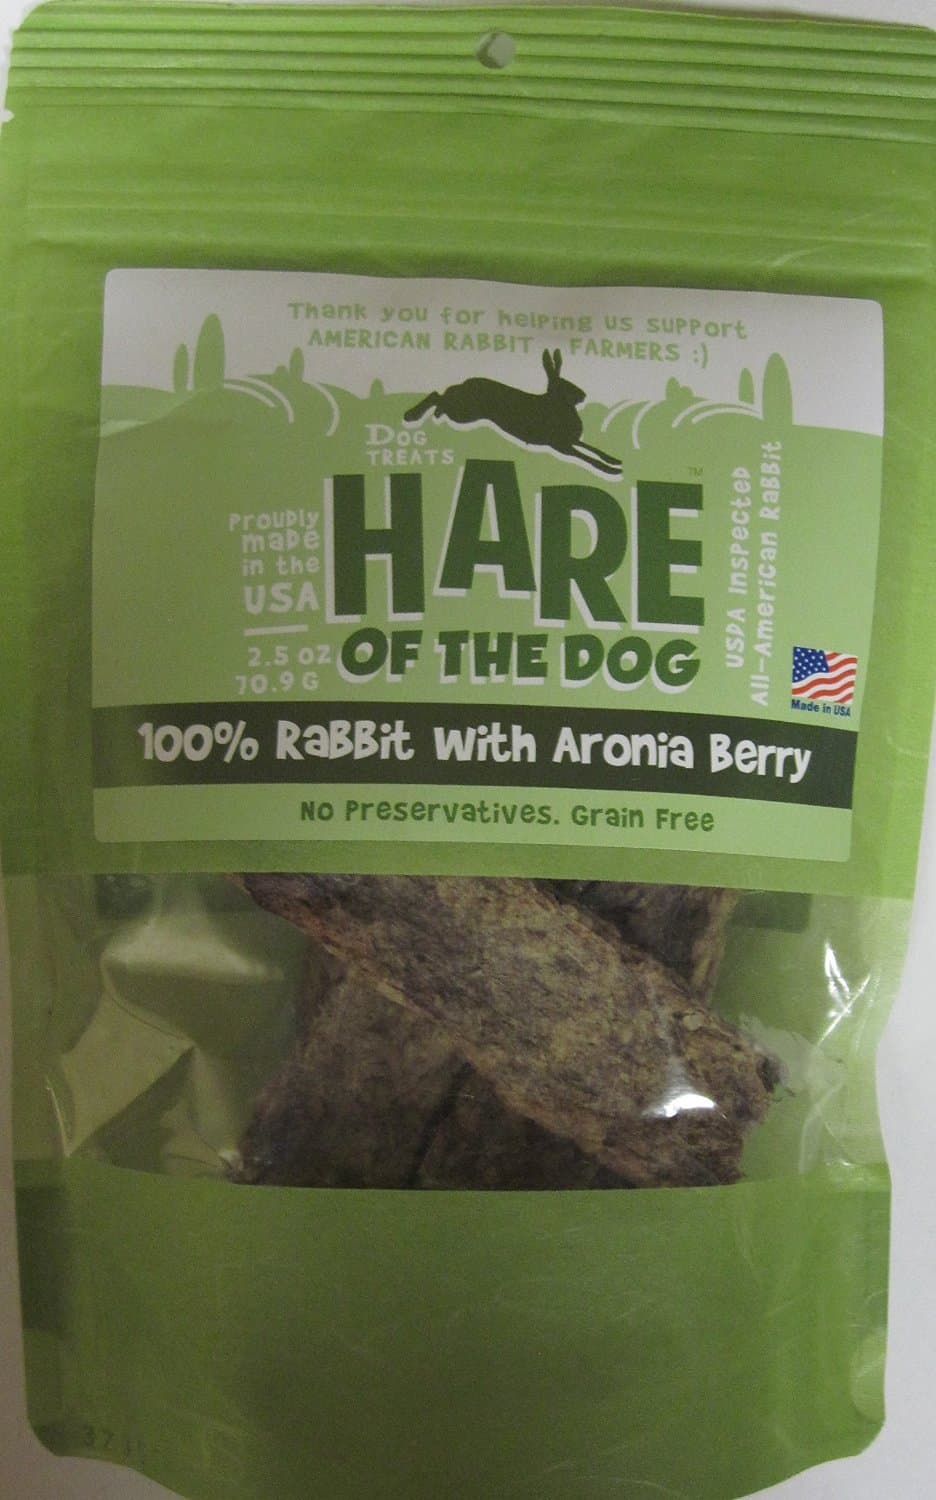 Thank you for helping us support
AMERICAN RABBIT FARMERS :)
Dog
TREATS
HARE
™
OF THE DOG
Proudly
made
in the
USA
2.5 oz
70.9 G
USDA Inspected
All-American Rabbit
Made in USA
100% Rabbit with Aronia Berry
No Preservatives. Grain Free